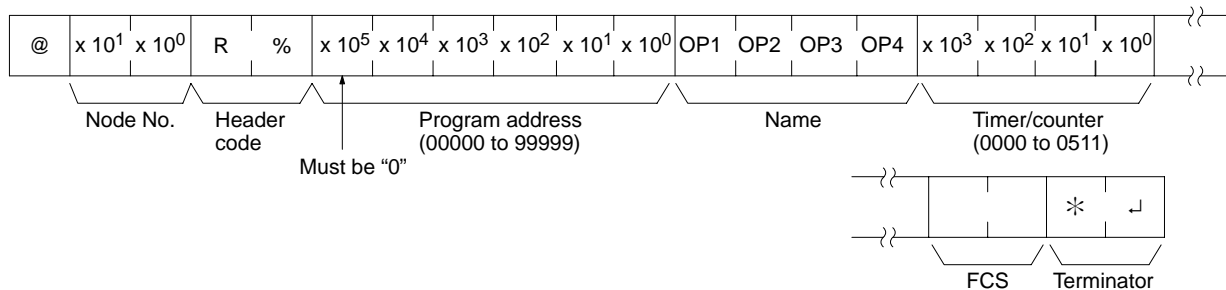 @ x 10¹ x 10⁰ R % x 10⁵ x 10⁴ x 10³ x 10² x 10¹ x 10⁰ OP1 OP2 OP3 OP4 x 10³ x 10² x 10¹ x 10⁰
Node No. Header code Program address (00000 to 99999) Name Timer/counter (0000 to 0511)
Must be “0”
* ↵
FCS Terminator